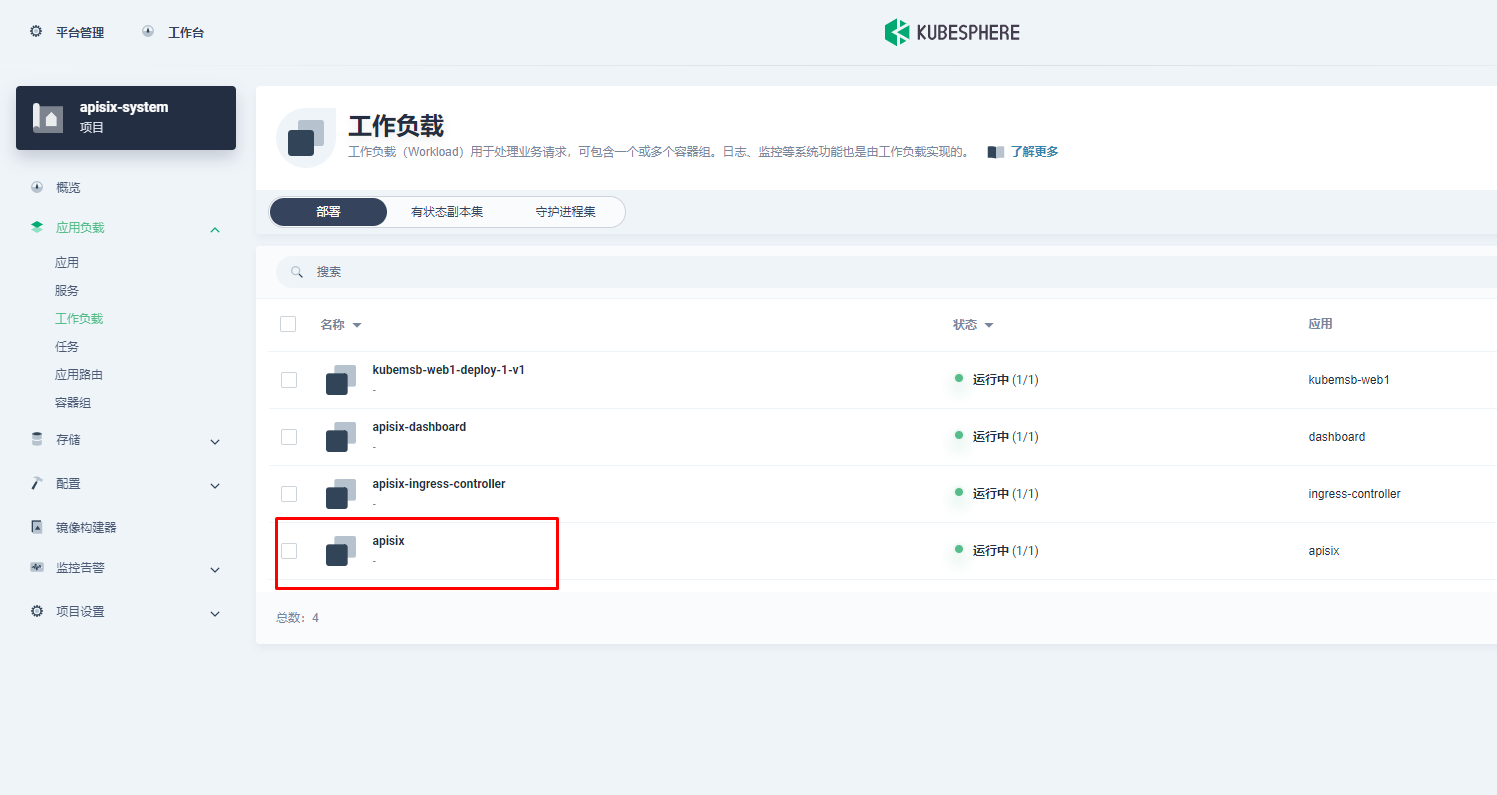 平台管理 工作台 KUBESPHERE
apisix-system
项目
工作负载
工作负载（Workload）用于处理业务请求，可包含一个或多个容器组。日志、监控等系统功能也是由工作负载实现的。 了解更多
概览
应用负载
应用
服务
工作负载
任务
应用路由
容器组
存储
配置
镜像构建器
监控告警
项目设置
部署 有状态副本集 守护进程集
搜索
名称 状态 应用
kubemsb-web1-deploy-1-v1
-
运行中 (1/1) kubemsb-web1
apisix-dashboard
-
运行中 (1/1) dashboard
apisix-ingress-controller
-
运行中 (1/1) ingress-controller
apisix
-
运行中 (1/1) apisix
总数：4